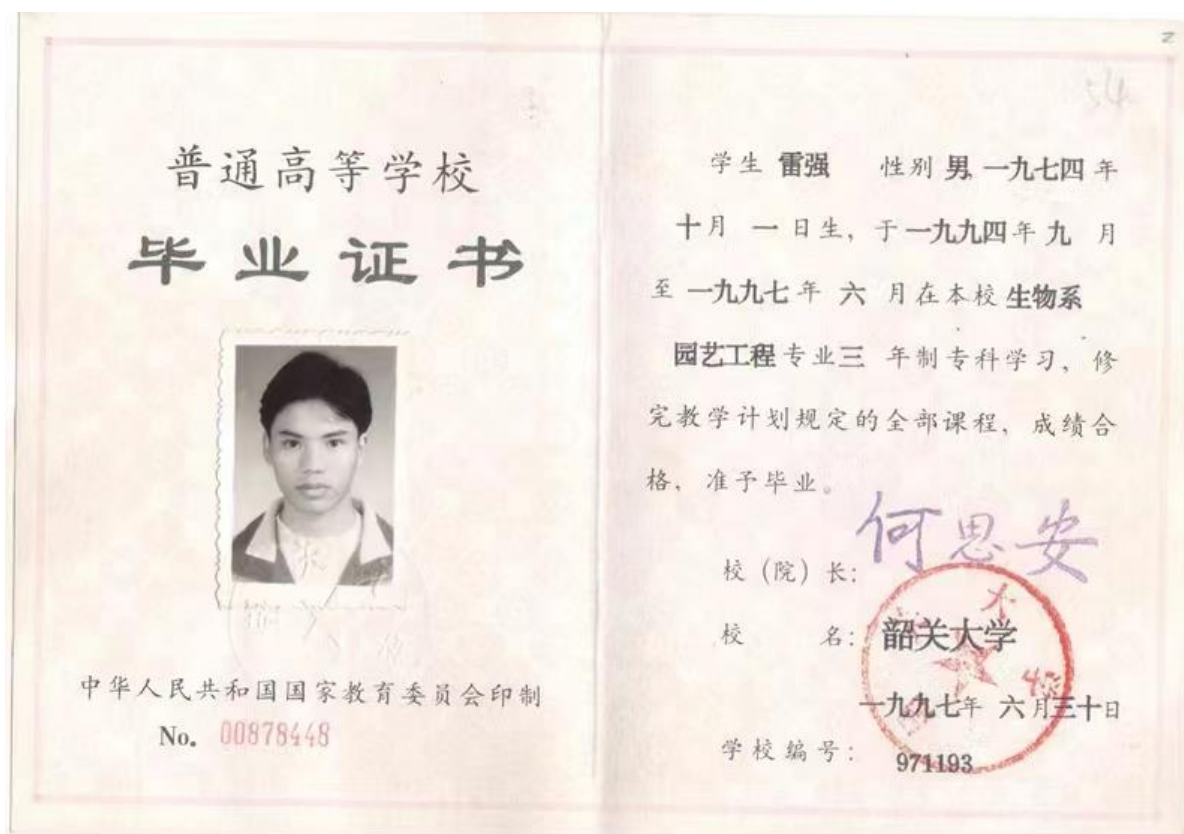 普通高等学校
毕业证书
中华人民共和国国家教育委员会印制
No. 00878448
学生 雷强 性别 男 一九七四年
十月 一日生，于一九九四年九 月
至 一九九七年 六 月在本校 生物系
园艺工程专业三 年制专科学习，修
完教学计划规定的全部课程，成绩合
格，准予毕业。
校（院）长：何思安
校 名：韶关大学
一九九七年 六月三十日
学校编号：971193